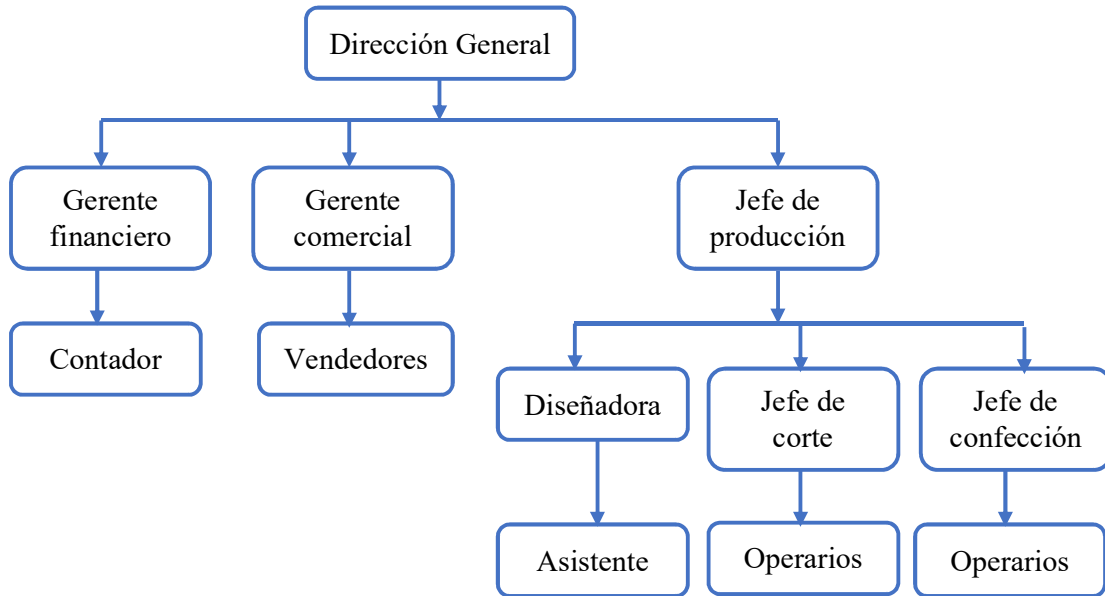 Dirección General
Gerente
financiero
Gerente
comercial
Jefe de
producción
Contador
Vendedores
Diseñadora
Jefe de
corte
Jefe de
confección
Asistente
Operarios
Operarios